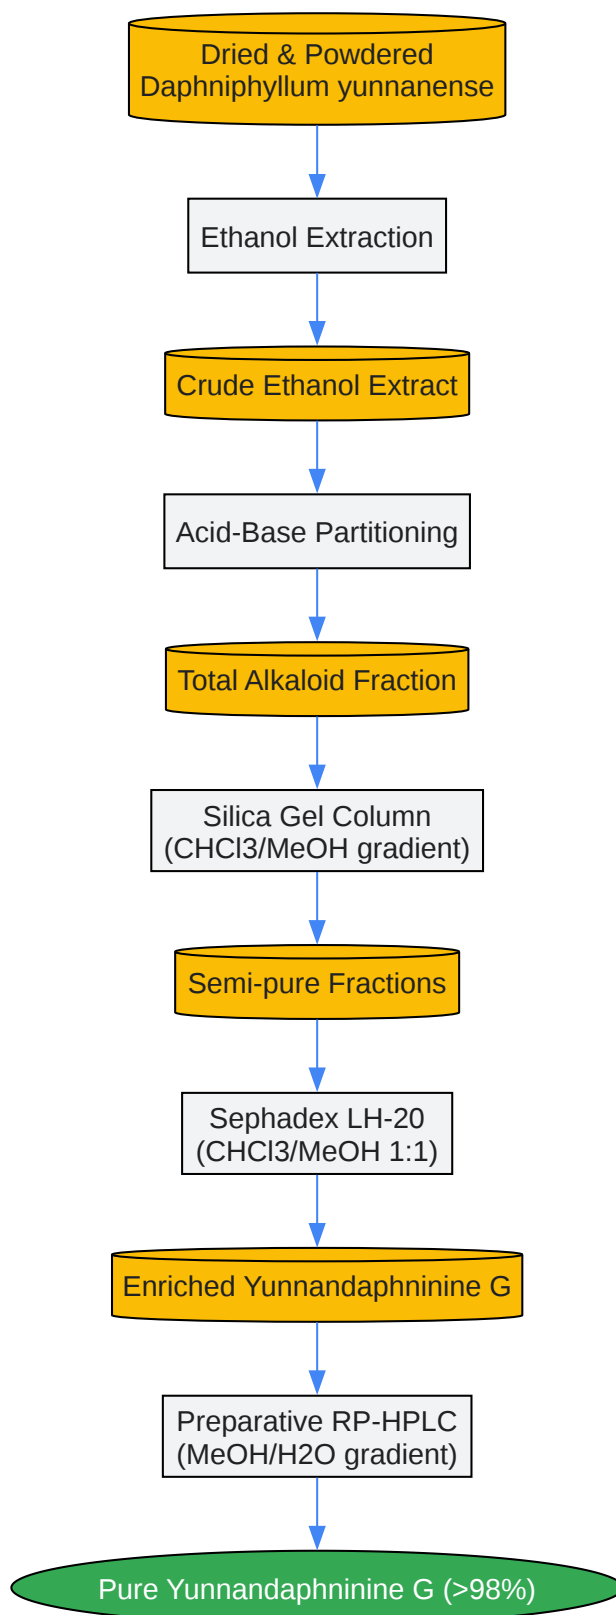 Dried & Powdered
Daphniphyllum yunnanense
Ethanol Extraction
Crude Ethanol Extract
Acid-Base Partitioning
Total Alkaloid Fraction
Silica Gel Column
(CHCl3/MeOH gradient)
Semi-pure Fractions
Sephadex LH-20
(CHCl3/MeOH 1:1)
Enriched Yunnandaphninine G
Preparative RP-HPLC
(MeOH/H2O gradient)
Pure Yunnandaphninine G (>98%)